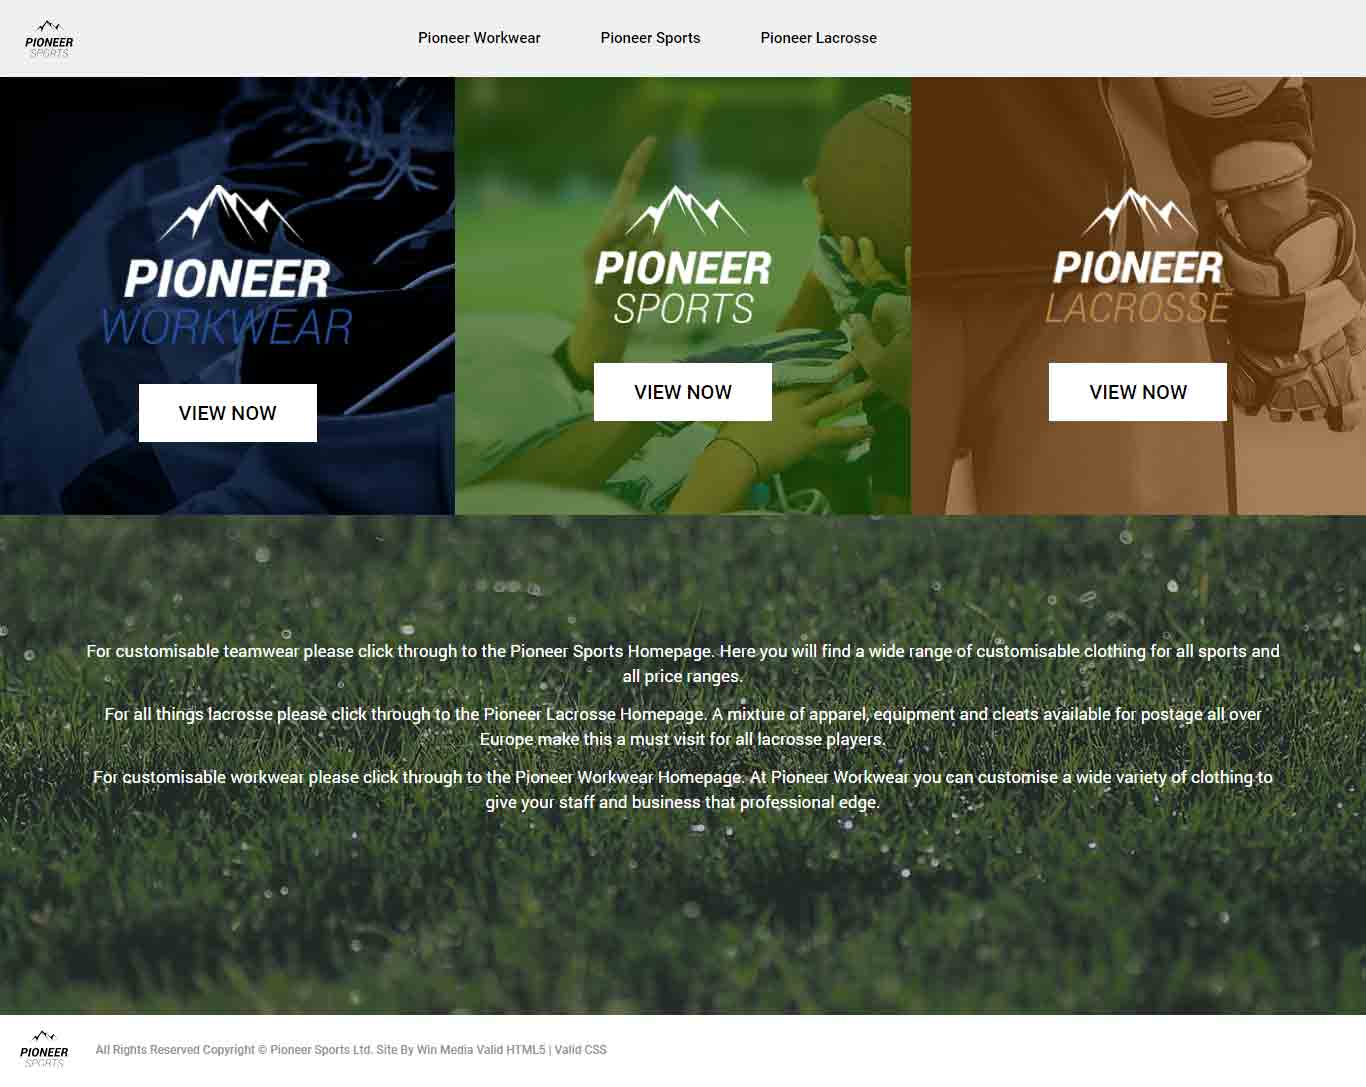 PIONEER
SPORTS
Pioneer Workwear
Pioneer Sports
Pioneer Lacrosse
PIONEER
WORKWEAR
VIEW NOW
PIONEER
SPORTS
VIEW NOW
PIONEER
LACROSSE
VIEW NOW
For customisable teamwear please click through to the Pioneer Sports Homepage. Here you will find a wide range of customisable clothing for all sports and
all price ranges.
For all things lacrosse please click through to the Pioneer Lacrosse Homepage. A mixture of apparel, equipment and cleats available for postage all over
Europe make this a must visit for all lacrosse players.
For customisable workwear please click through to the Pioneer Workwear Homepage. At Pioneer Workwear you can customise a wide variety of clothing to
give your staff and business that professional edge.
PIONEER
SPORTS
All Rights Reserved Copyright © Pioneer Sports Ltd. Site By Win Media Valid HTML5 | Valid CSS